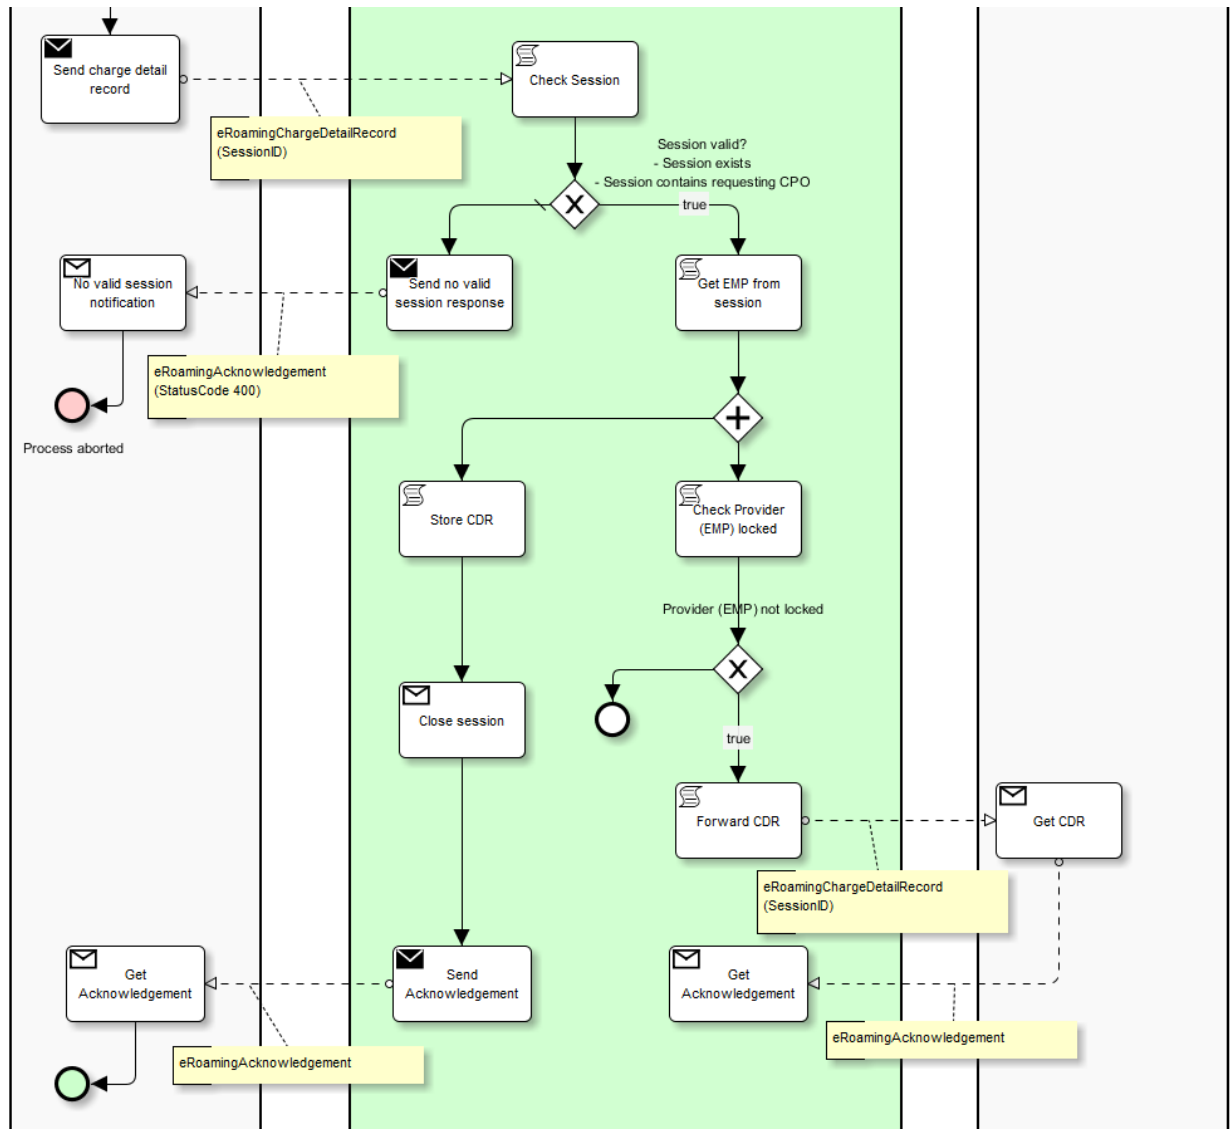 Send charge detail
record
Check Session
eRoamingChargeDetailRecord
(SessionID)
Session valid?
- Session exists
- Session contains requesting CPO
true
No valid session
notification
Send no valid
session response
Get EMP from
session
eRoamingAcknowledgement
(StatusCode 400)
Process aborted
Store CDR
Check Provider
(EMP) locked
Provider (EMP) not locked
Close session
true
Forward CDR
Get CDR
eRoamingChargeDetailRecord
(SessionID)
Get
Acknowledgement
Send
Acknowledgement
Get
Acknowledgement
eRoamingAcknowledgement
eRoamingAcknowledgement